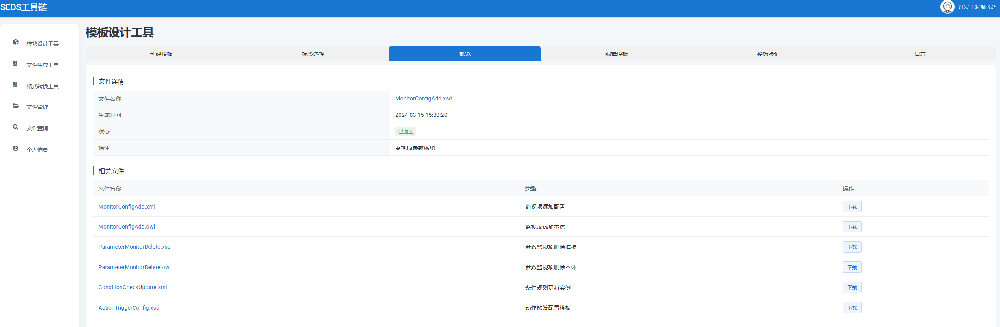 SEDS工具链
开发工程师 张*
模块设计工具
文件生成工具
格式转换工具
文件管理
文件查询
个人信息
模板设计工具
创建模板 标签选择 概览 编辑模板 模板验证 日志
文件详情
文件名称 MonitorConfigAdd.xsd
生成时间 2024-03-15 15:30:20
状态 已通过
描述 监视项参数添加
相关文件
文件名称 类型 操作
MonitorConfigAdd.xml 监视项添加配置 下载
MonitorConfigAdd.owl 监视项添加本体 下载
ParameterMonitorDelete.xsd 参数监视项删除模板 下载
ParameterMonitorDelete.owl 参数监视项删除本体 下载
ConditionCheckUpdate.xml 条件规则更新实例 下载
ActionTriggerConfig.xsd 动作触发配置模板 下载